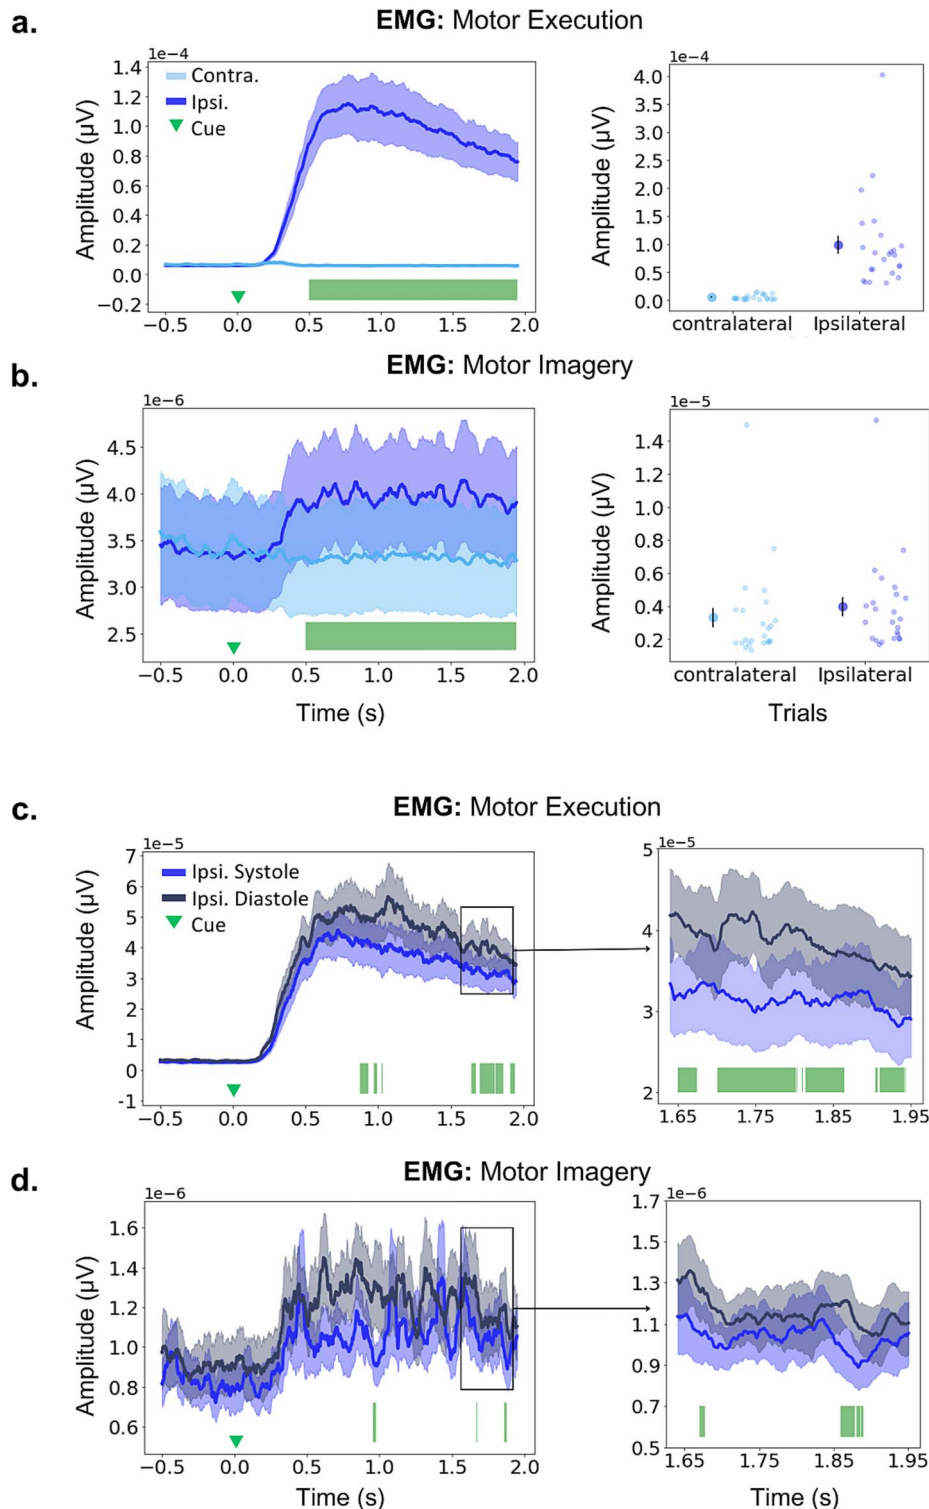 a.
EMG: Motor Execution
1e−4
1.4
1.2
1.0
0.8
0.6
0.4
0.2
0.0
−0.2
Amplitude (µV)
Contra.
Ipsi.
Cue
−0.5 0.0 0.5 1.0 1.5 2.0
1e−4
4.0
3.5
3.0
2.5
2.0
1.5
1.0
0.5
0.0
Amplitude (µV)
contralateral Ipsilateral
b.
EMG: Motor Imagery
1e−6
4.5
4.0
3.5
3.0
2.5
Amplitude (µV)
−0.5 0.0 0.5 1.0 1.5 2.0
Time (s)
1e−5
1.4
1.2
1.0
0.8
0.6
0.4
0.2
Amplitude (µV)
contralateral Ipsilateral
Trials
c.
EMG: Motor Execution
1e−5
7
6
5
4
3
2
1
0
-1
Amplitude (µV)
Ipsi. Systole
Ipsi. Diastole
Cue
−0.5 0.0 0.5 1.0 1.5 2.0
1e−5
5
4
3
2
1.65 1.75 1.85 1.95
d.
EMG: Motor Imagery
1e−6
1.6
1.4
1.2
1.0
0.8
0.6
Amplitude (µV)
−0.5 0.0 0.5 1.0 1.5 2.0
Time (s)
1e−6
1.7
1.5
1.3
1.1
0.9
0.7
0.5
1.65 1.75 1.85 1.95
Time (s)